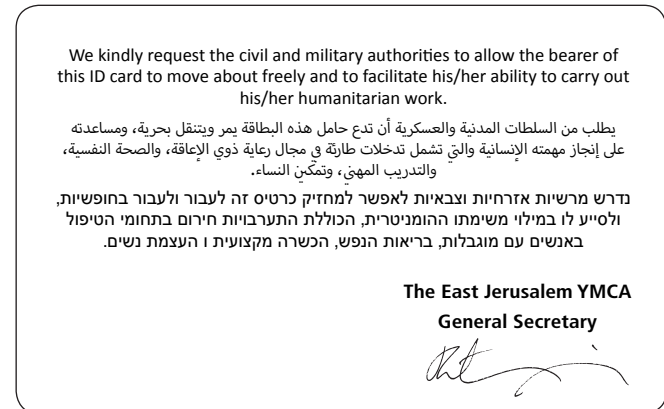 We kindly request the civil and military authorities to allow the bearer of
this ID card to move about freely and to facilitate his/her ability to carry out
his/her humanitarian work.
يطلب من السلطات المدنية والعسكرية أن تدع حامل هذه البطاقة يمر ويتنقل بحرية، ومساعدته
على إنجاز مهمته الإنسانية والتي تشمل تدخلات طارئة في مجال رعاية ذوي الإعاقة، والصحة النفسية،
والتدريب المهني، وتمكين النساء.
נדרש מרשיות אזרחיות וצבאיות לאפשר למחזיק כרטיס זה לעבור ולעבור בחופשיות,
ולסייע לו במילוי משימתו ההומניטרית, הכוללת התערבויות חירום בתחומי הטיפול
באנשים עם מוגבלות, בריאות הנפש, הכשרה מקצועית ו העצמת נשים.
The East Jerusalem YMCA
General Secretary